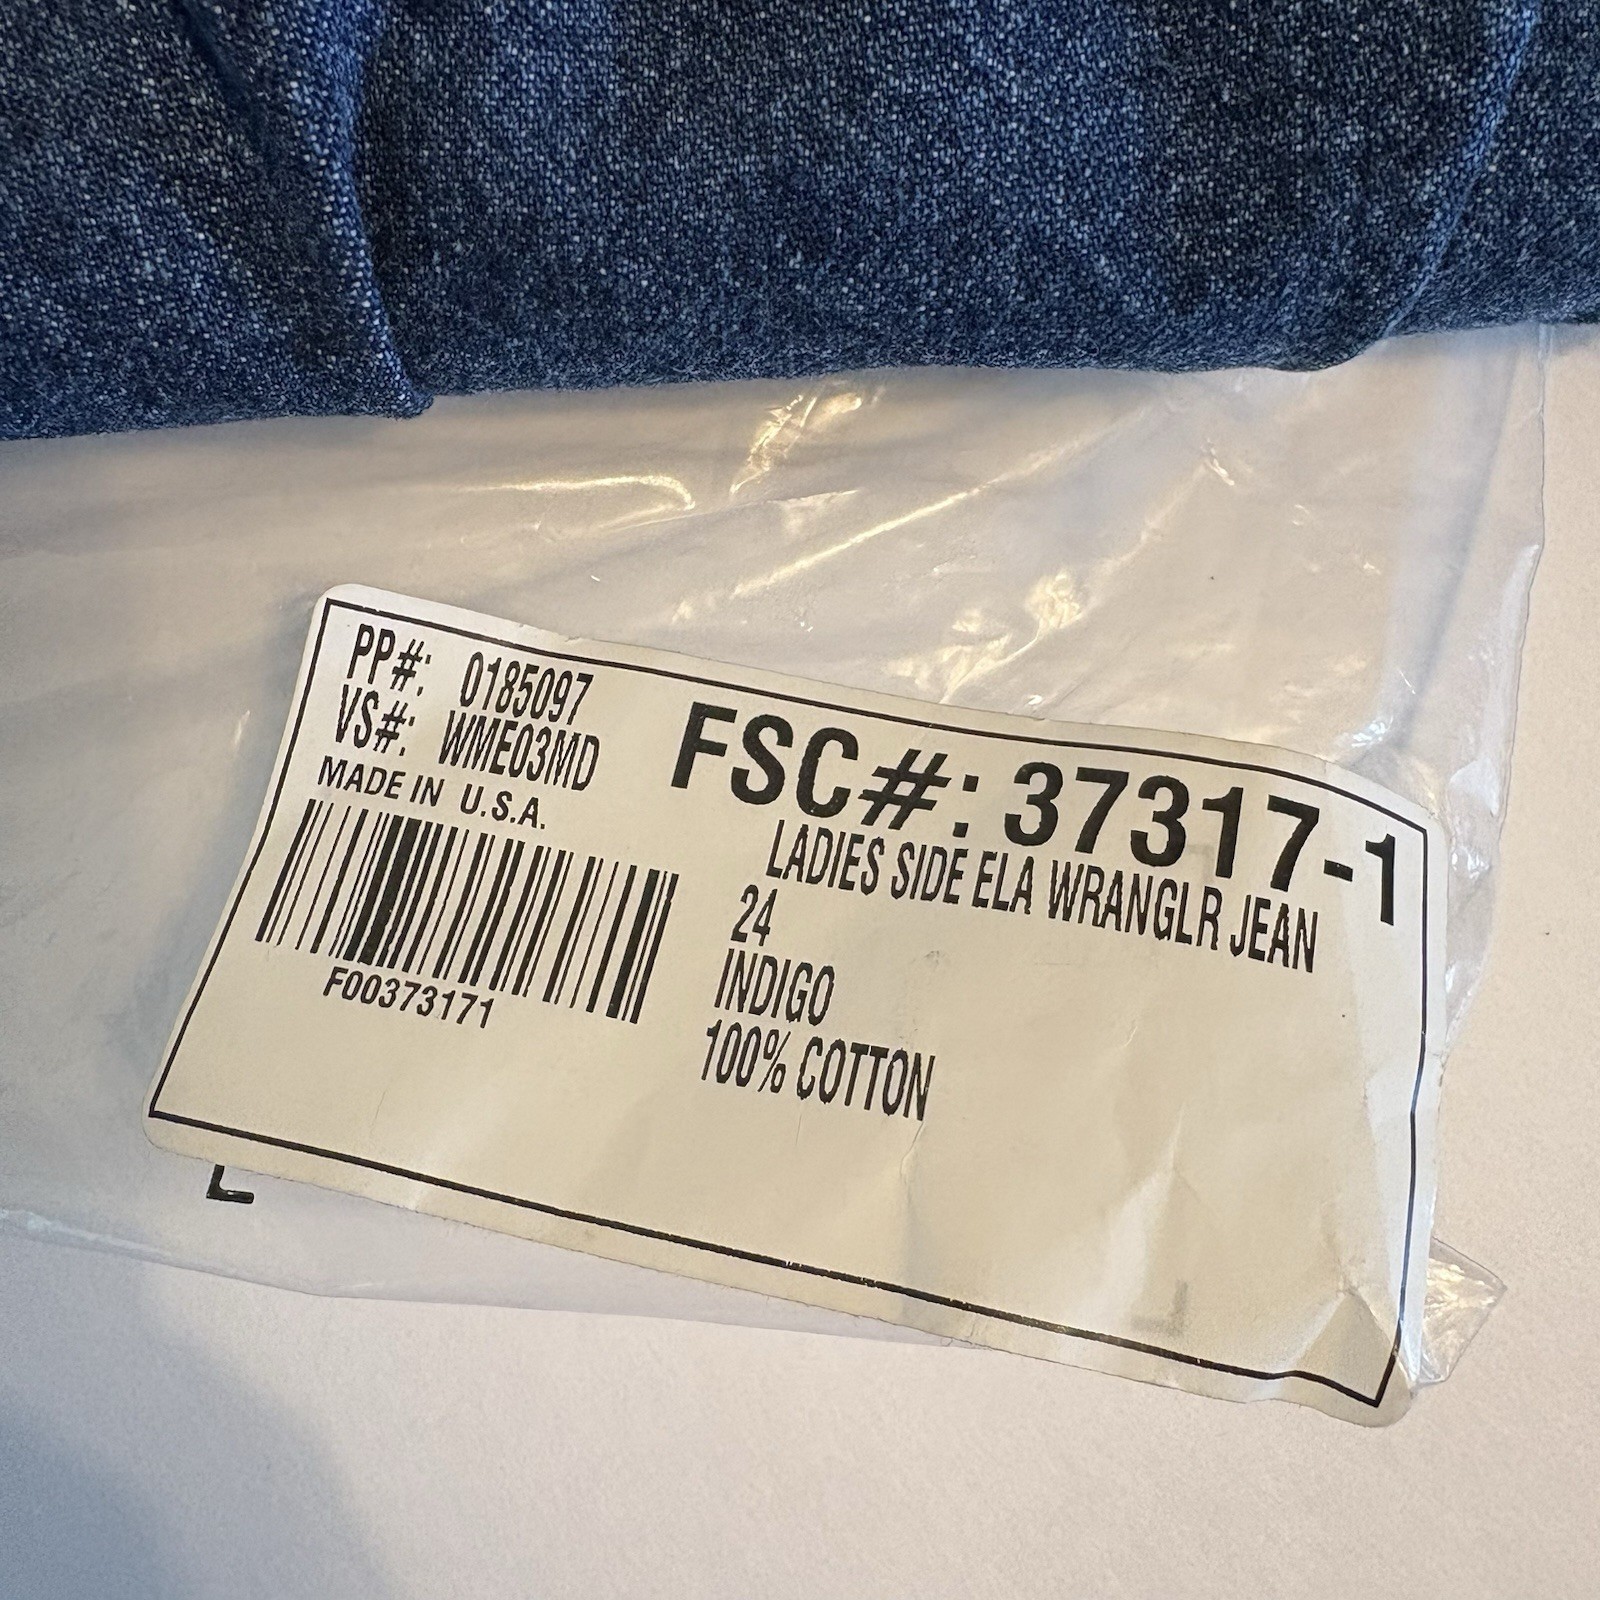 PP#: 0185097
VS#: WME03MD
MADE IN U.S.A.
F00373171
FSC#: 37317-1
LADIES SIDE ELA WRANGLR JEAN
24
INDIGO
100% COTTON